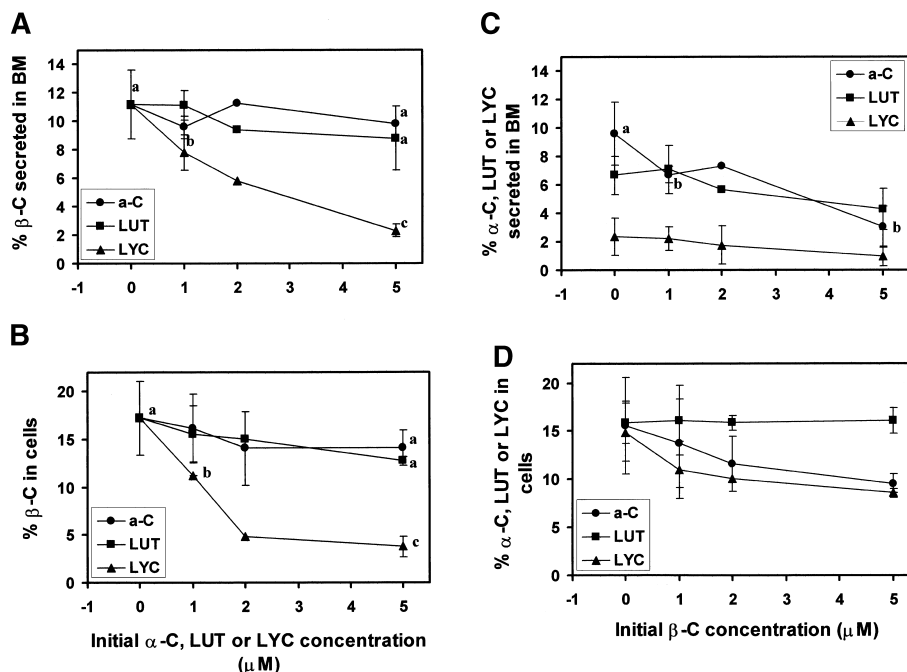 A
% β-C secreted in BM
14
12
10
8
6
4
2
0
-1 0 1 2 3 4 5
a
b
a
a
c
a-C
LUT
LYC
B
% β-C in cells
20
15
10
5
0
-1 0 1 2 3 4 5
a
b
a
a
c
a-C
LUT
LYC
Initial α-C, LUT or LYC concentration
(μM)
C
% α-C, LUT or LYC
secreted in BM
14
12
10
8
6
4
2
0
-1 0 1 2 3 4 5
a
b
b
a-C
LUT
LYC
D
% α-C, LUT or LYC in
cells
20
15
10
5
0
-1 0 1 2 3 4 5
a-C
LUT
LYC
Initial β-C concentration (μM)